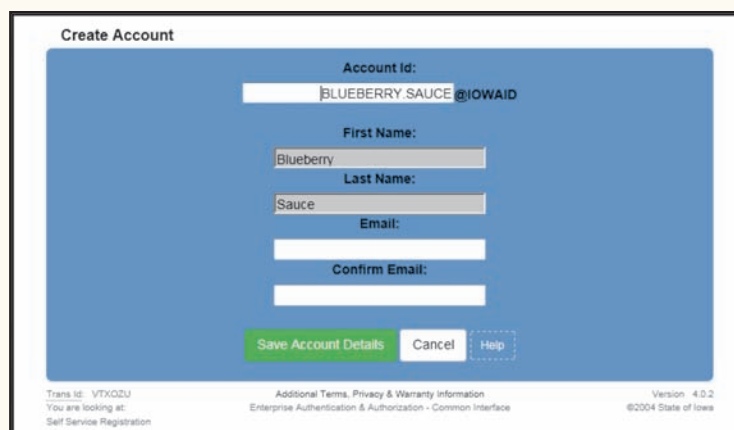 Create Account
Account Id:
BLUEBERRY.SAUCE @IOWAID
First Name:
Blueberry
Last Name:
Sauce
Email:
Confirm Email:
Save Account Details Cancel Help
Trans Id: VTXOZU Additional Terms, Privacy & Warranty Information Version 4.0.2
You are looking at: Enterprise Authentication & Authorization - Common Interface ©2004 State of Iowa
Self Service Registration